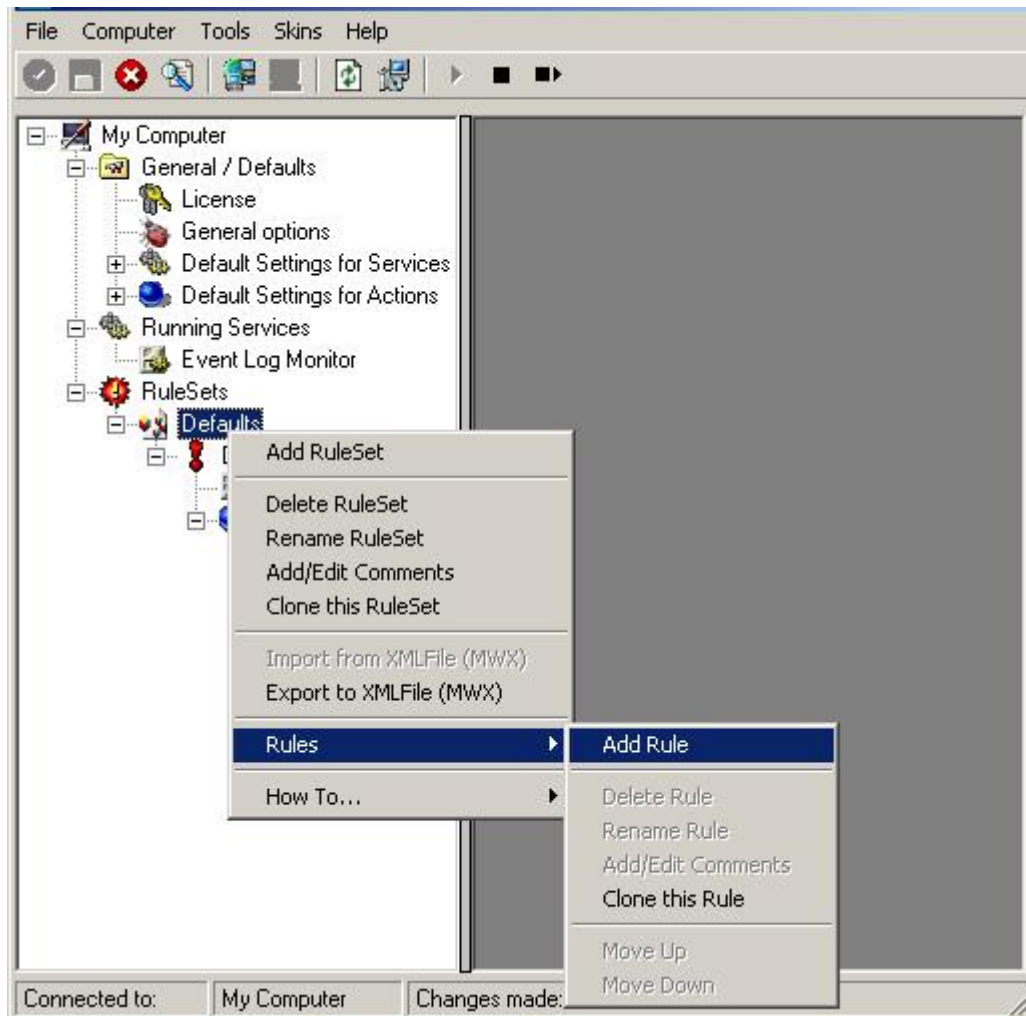 File Computer Tools Skins Help
My Computer
General / Defaults
License
General options
Default Settings for Services
Default Settings for Actions
Running Services
Event Log Monitor
RuleSets
Defaults
Add RuleSet
Delete RuleSet
Rename RuleSet
Add/Edit Comments
Clone this RuleSet
Import from XMLFile (MWX)
Export to XMLFile (MWX)
Rules
How To...
Add Rule
Delete Rule
Rename Rule
Add/Edit Comments
Clone this Rule
Move Up
Move Down
Connected to: My Computer Changes made: